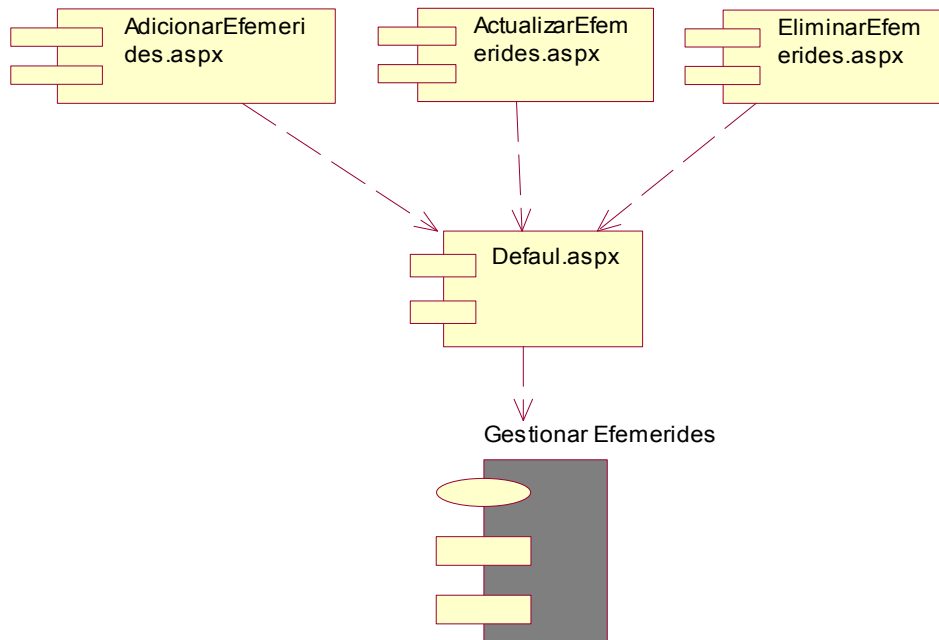 AdicionarEfemeri
des.aspx
ActualizarEfem
erides.aspx
EliminarEfem
erides.aspx
Defaul.aspx
Gestionar Efemerides